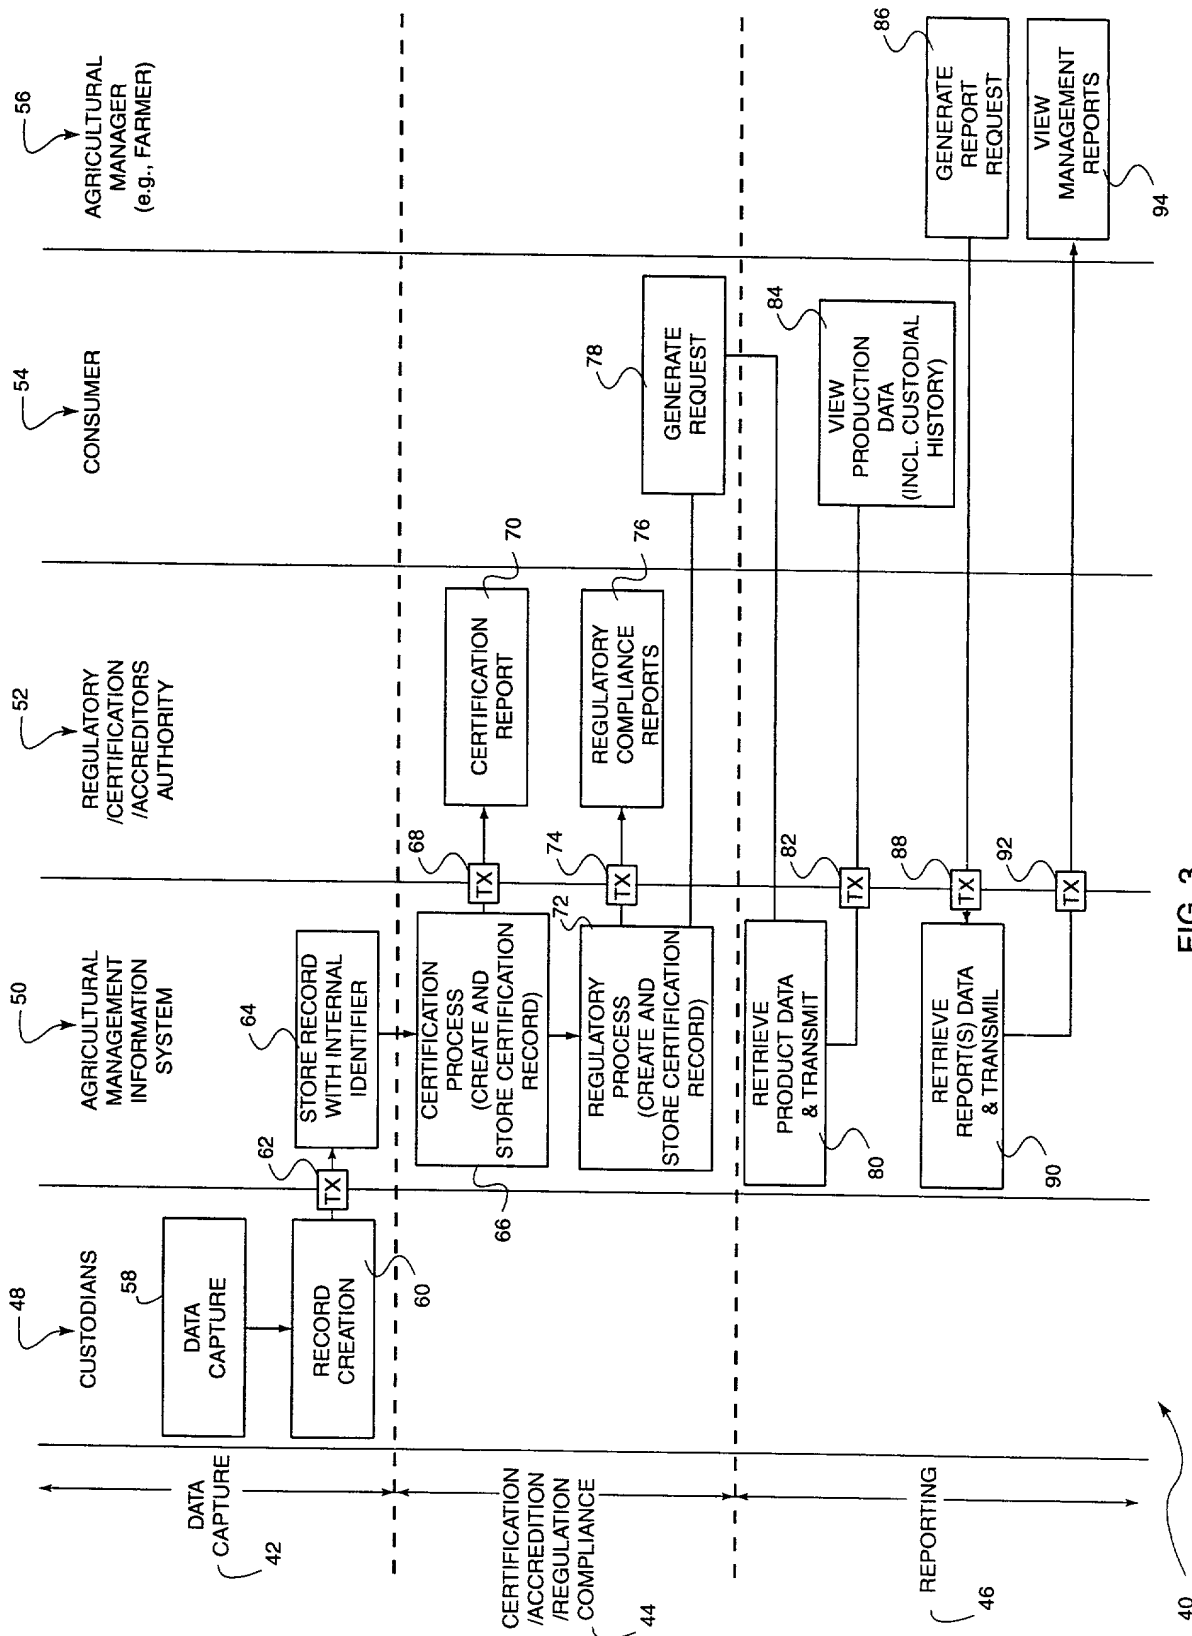 48
CUSTODIANS
50
AGRICULTURAL
MANAGEMENT
INFORMATION
SYSTEM
52
REGULATORY
/CERTIFICATION
/ACCREDITORS
AUTHORITY
54
CONSUMER
56
AGRICULTURAL
MANAGER
(e.g., FARMER)
DATA
CAPTURE
42
58
DATA
CAPTURE
RECORD
CREATION
60
62
TX
64
STORE RECORD
WITH INTERNAL
IDENTIFIER
CERTIFICATION
/ACCREDITION
/REGULATION
COMPLIANCE
44
CERTIFICATION
PROCESS
(CREATE AND
STORE CERTIFICATION
RECORD)
66
68
TX
CERTIFICATION
REPORT
70
72
REGULATORY
PROCESS
(CREATE AND
STORE CERTIFICATION
RECORD)
74
TX
REGULATORY
COMPLIANCE
REPORTS
76
78
GENERATE
REQUEST
REPORTING
46
RETRIEVE
PRODUCT DATA
& TRANSMIT
80
82
TX
84
VIEW
PRODUCTION
DATA
(INCL. CUSTODIAL
HISTORY)
86
GENERATE
REPORT
REQUEST
88
TX
RETRIEVE
REPORT(S) DATA
& TRANSMIL
90
92
TX
VIEW
MANAGEMENT
REPORTS
94
40
FIG. 3